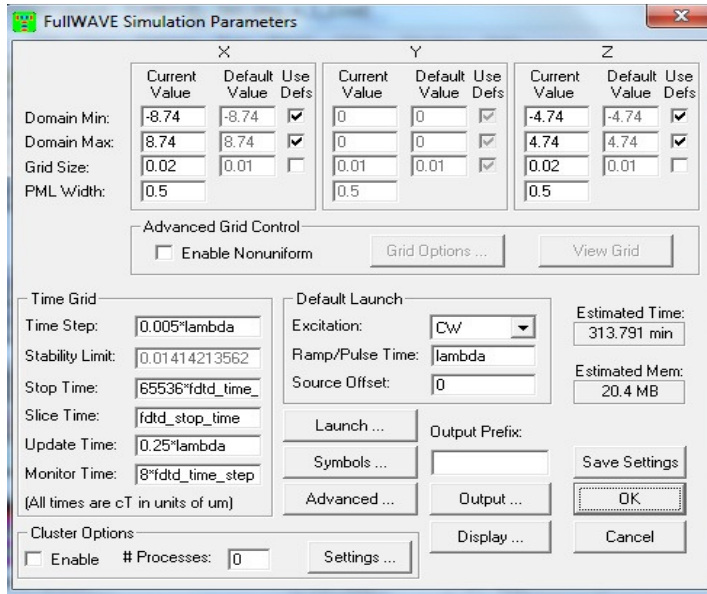 FullWAVE Simulation Parameters
X Y Z
Current Value Default Value Use Defs Current Value Default Value Use Defs Current Value Default Value Use Defs
Domain Min: -8.74 -8.74 0 0 -4.74 -4.74
Domain Max: 8.74 8.74 0 0 4.74 4.74
Grid Size: 0.02 0.01 0.01 0.01 0.02 0.01
PML Width: 0.5 0.5 0.5
Advanced Grid Control
Enable Nonuniform Grid Options ... View Grid
Time Grid
Time Step: 0.005*lambda
Stability Limit: 0.01414213562
Stop Time: 65536*fdtd_time_
Slice Time: fdtd_stop_time
Update Time: 0.25*lambda
Monitor Time: 8*fdtd_time_step
(All times are cT in units of um)
Default Launch
Excitation: CW
Ramp/Pulse Time: lambda
Source Offset: 0
Estimated Time:
313.791 min
Estimated Mem:
20.4 MB
Launch ...
Symbols ...
Advanced ...
Output Prefix:
Output ...
Display ...
Save Settings
OK
Cancel
Cluster Options
Enable # Processes: 0 Settings ...